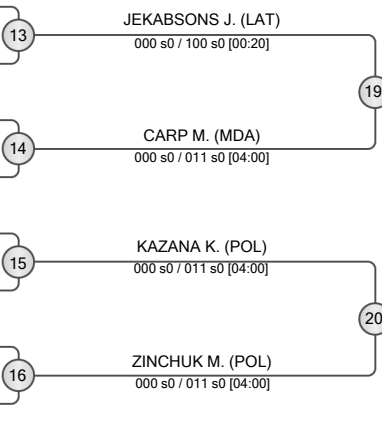 JEKABSONS J. (LAT)
13
000 s0 / 100 s0 [00:20]
19
CARP M. (MDA)
14
000 s0 / 011 s0 [04:00]
KAZANA K. (POL)
15
000 s0 / 011 s0 [04:00]
20
ZINCHUK M. (POL)
16
000 s0 / 011 s0 [04:00]